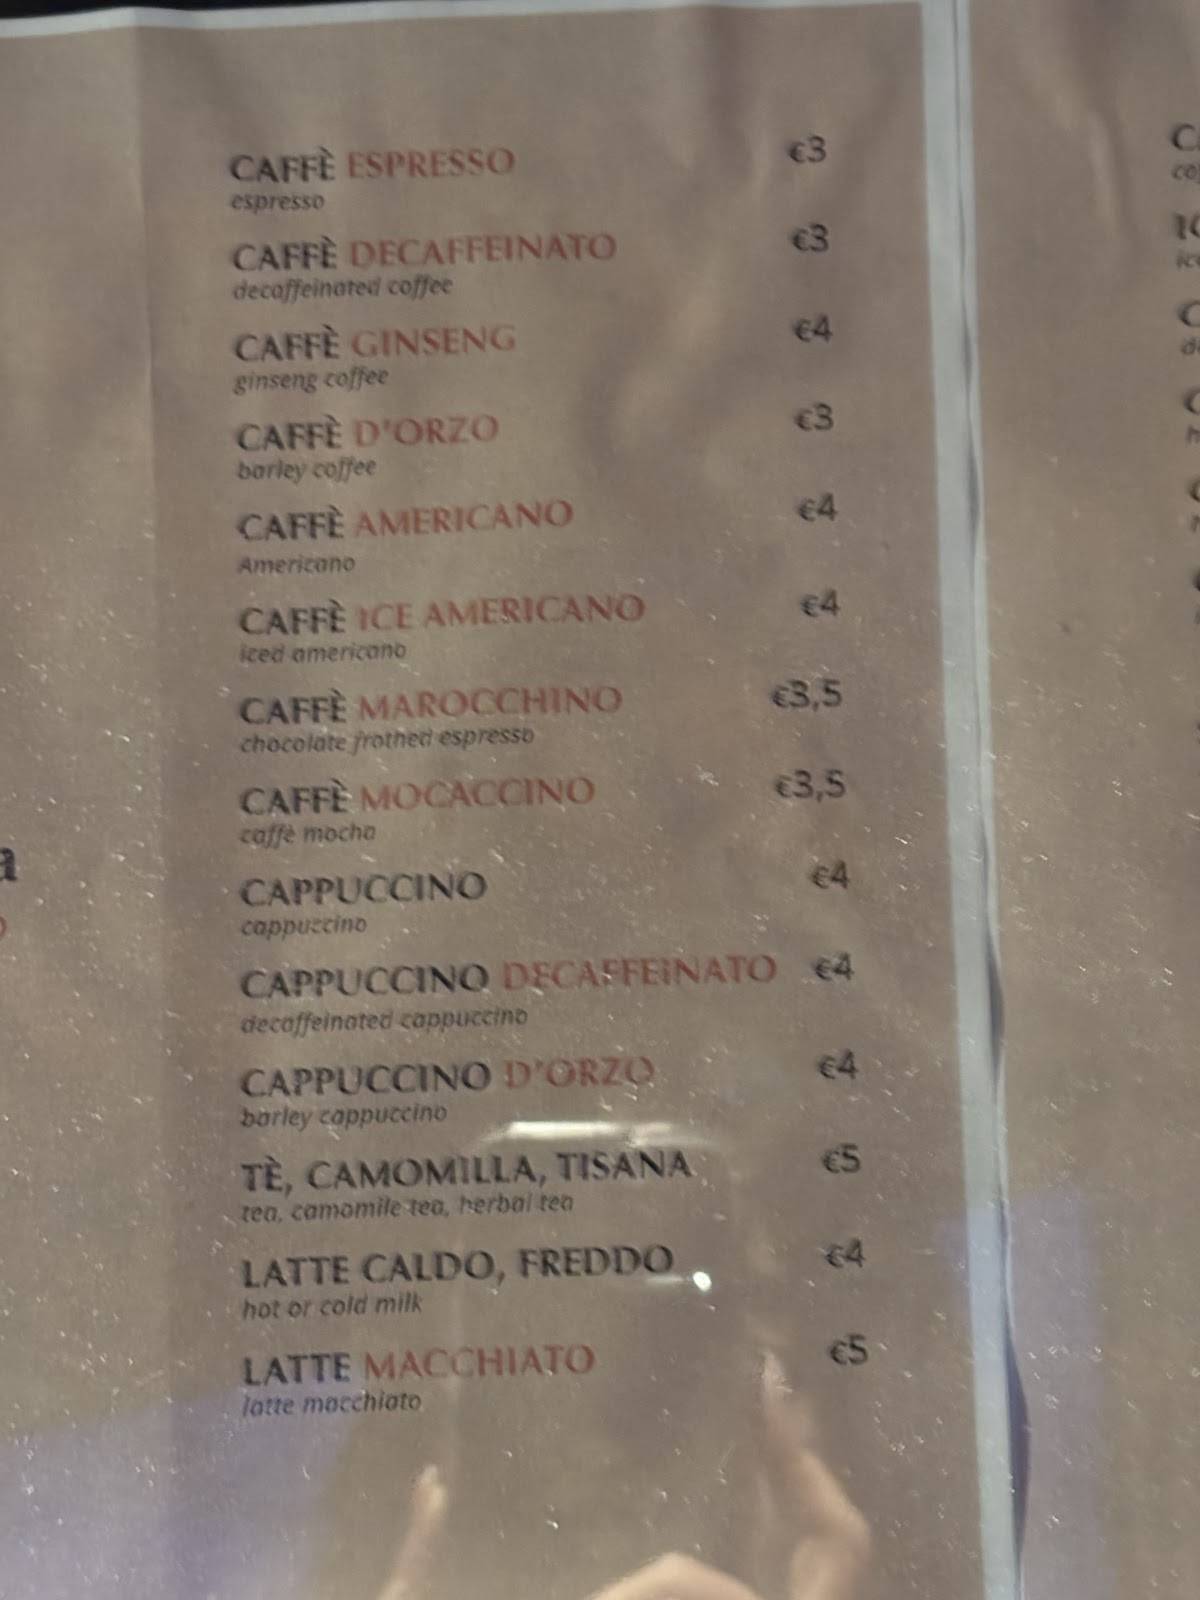 CAFFÈ ESPRESSO €3
espresso
CAFFÈ DECAFFEINATO €3
decaffeinated coffee
CAFFÈ GINSENG €4
ginseng coffee
CAFFÈ D'ORZO €3
barley coffee
CAFFÈ AMERICANO €4
Americano
CAFFÈ ICE AMERICANO €4
iced americano
CAFFÈ MAROCCHINO €3,5
chocolate frothed espresso
CAFFÈ MOCACCINO €3,5
caffè mocha
CAPPUCCINO €4
cappuccino
CAPPUCCINO DECAFFEINATO €4
decaffeinated cappuccino
CAPPUCCINO D'ORZO €4
barley cappuccino
TÈ, CAMOMILLA, TISANA €5
tea, camomile tea, herbal tea
LATTE CALDO, FREDDO €4
hot or cold milk
LATTE MACCHIATO €5
latte macchiato